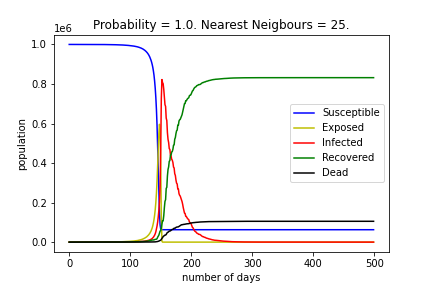 Probability = 1.0. Nearest Neigbours = 25.
1e6
1.0
0.8
0.6
0.4
0.2
0.0
population
Susceptible
Exposed
Infected
Recovered
Dead
0 100 200 300 400 500
number of days